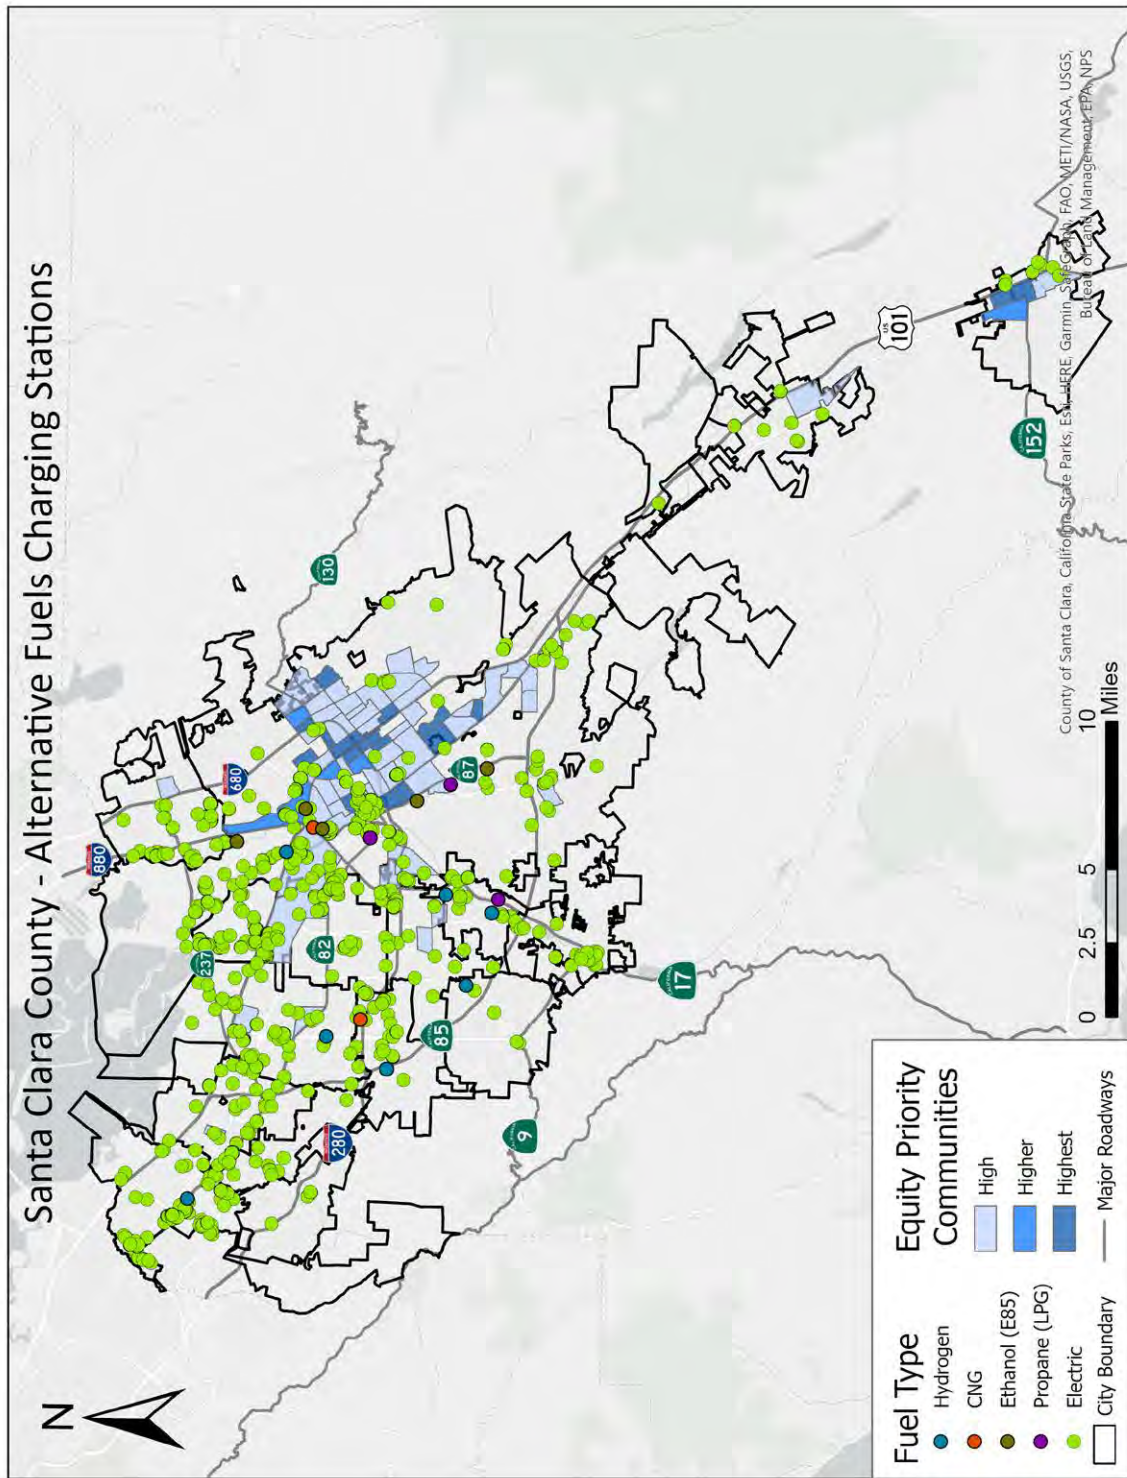 Santa Clara County - Alternative Fuels Charging Stations
N
880
680
130
237
82
87
280
85
17
9
US
101
152
Fuel Type
Hydrogen
CNG
Ethanol (E85)
Propane (LPG)
Electric
City Boundary
Equity Priority
Communities
High
Higher
Highest
Major Roadways
0 2.5 5 10
Miles
County of Santa Clara, California State Parks, Esri, HERE, Garmin, SafeGraph, FAO, METI/NASA, USGS,
Bureau of Land Management, EPA, NPS